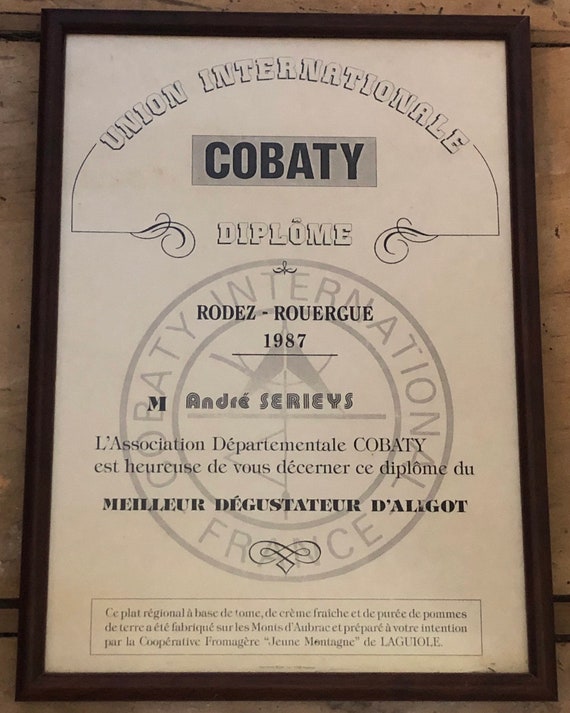 UNION INTERNATIONALE
COBATY
DIPLÔME
RODEZ - ROUERGUE
1987
M André SERIEYS
L'Association Départementale COBATY
est heureuse de vous décerner ce diplôme du
MEILLEUR DÉGUSTATEUR D'ALIGOT
COBATY INTERNATIONAL
FRANCE
Ce plat régional à base de tome, de crème fraîche et de purée de pommes
de terre a été fabriqué sur les Monts d'Aubrac et préparé à votre intention
par la Coopérative Fromagère "Jeune Montagne" de LAGUIOLE.